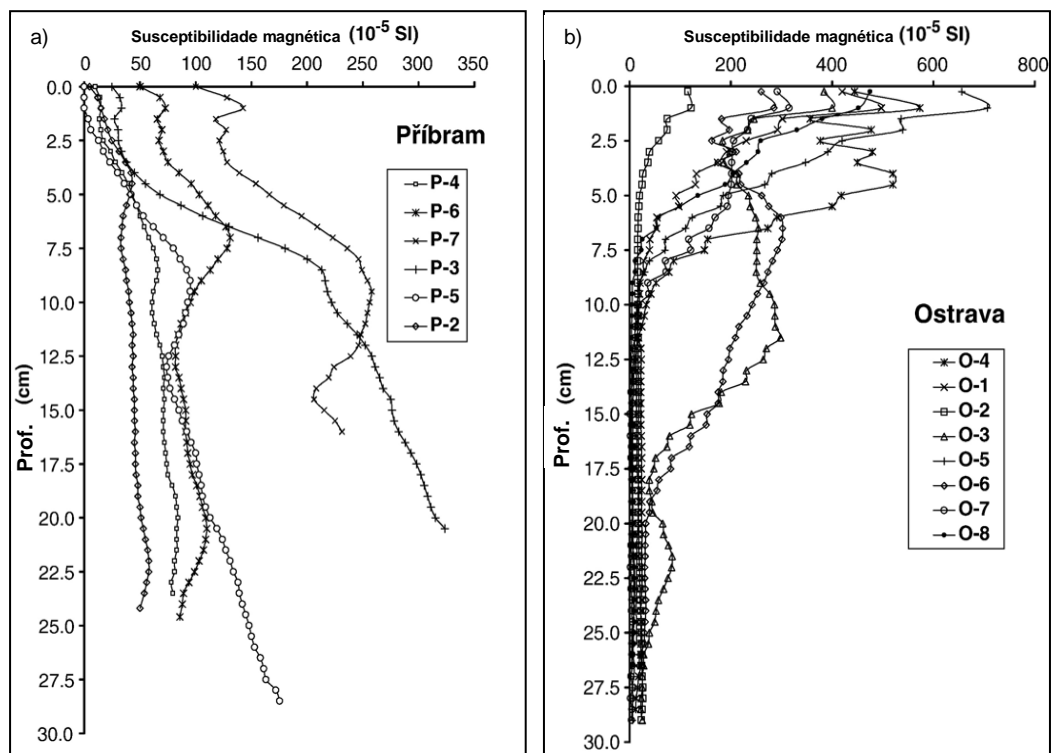 a)
Susceptibilidade magnética (10⁻⁵ SI)
0 50 100 150 200 250 300 350
0.0
2.5
5.0
7.5
10.0
12.5
15.0
17.5
20.0
22.5
25.0
27.5
30.0
Prof. (cm)
Příbram
P-4
P-6
P-7
P-3
P-5
P-2
b)
Susceptibilidade magnética (10⁻⁵ SI)
0 200 400 600 800
0.0
2.5
5.0
7.5
10.0
12.5
15.0
17.5
20.0
22.5
25.0
27.5
30.0
Prof. (cm)
Ostrava
O-4
O-1
O-2
O-3
O-5
O-6
O-7
O-8